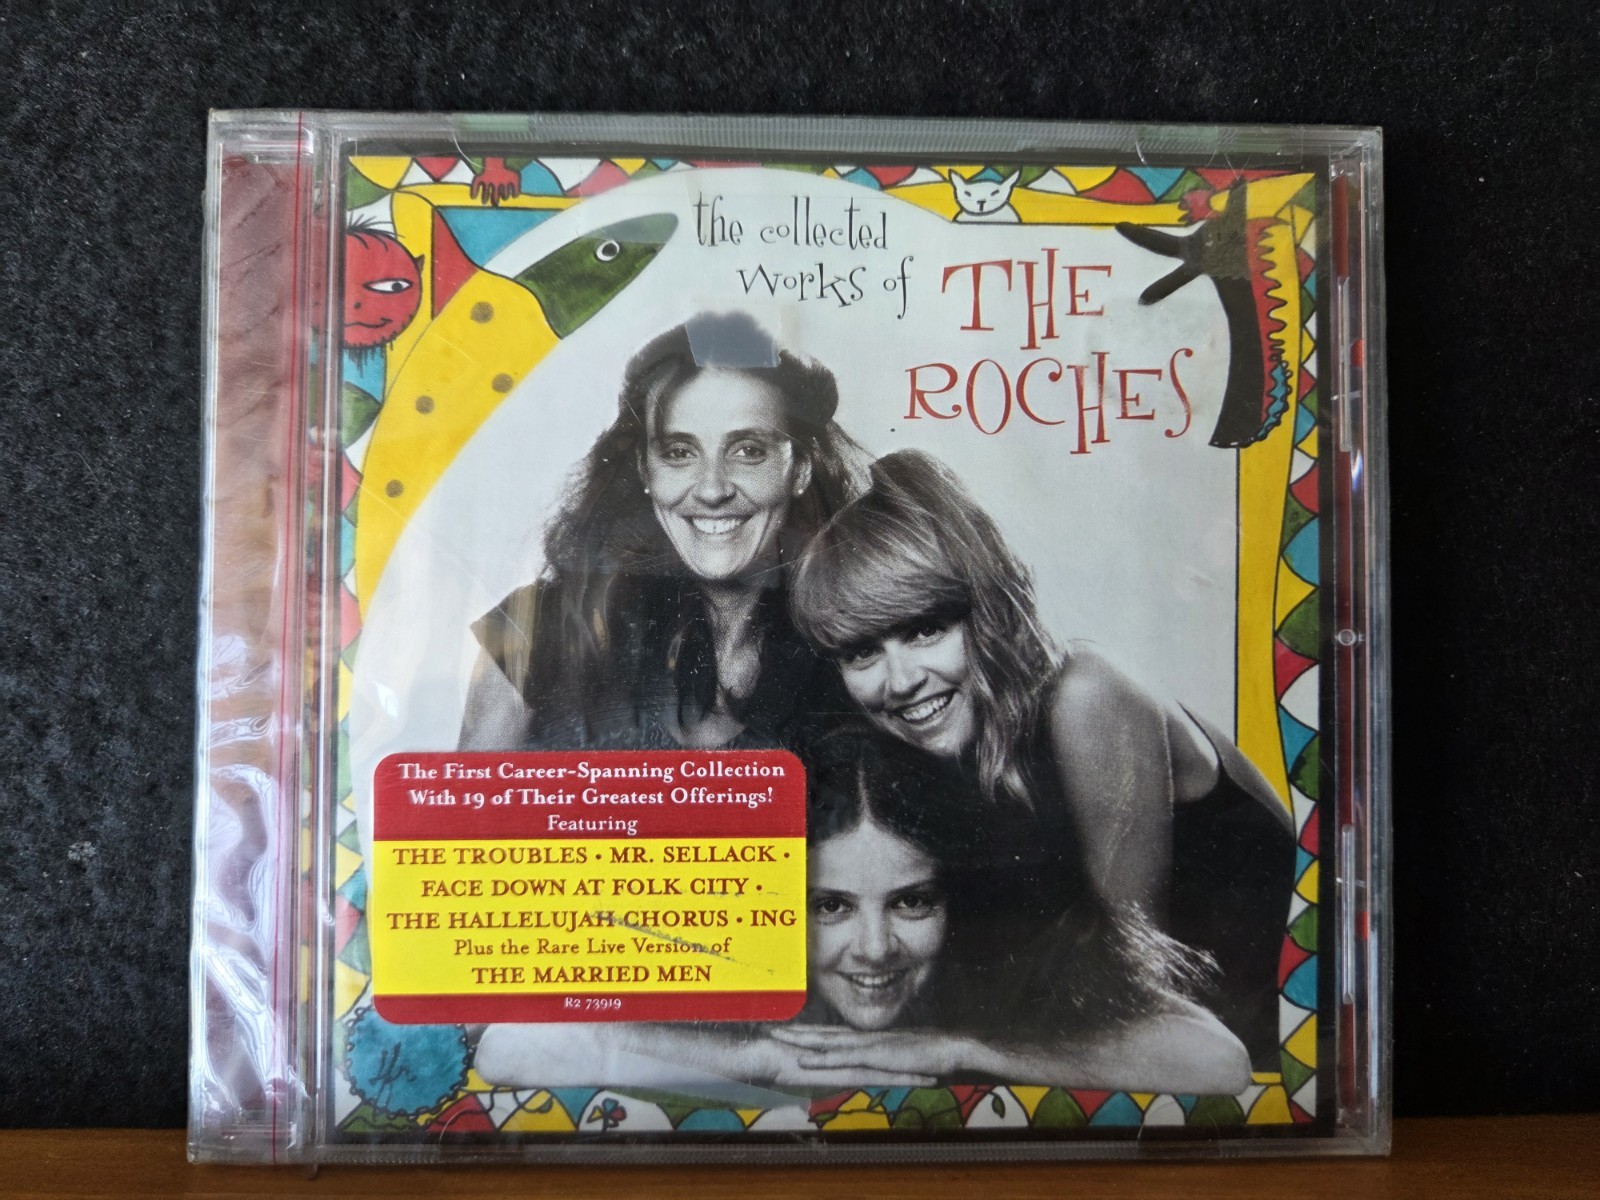 the collected
works of THE
ROCHES
The First Career-Spanning Collection
With 19 of Their Greatest Offerings!
Featuring
THE TROUBLES • MR. SELLACK •
FACE DOWN AT FOLK CITY •
THE HALLELUJAH CHORUS • ING
Plus the Rare Live Version of
THE MARRIED MEN
R2 73919